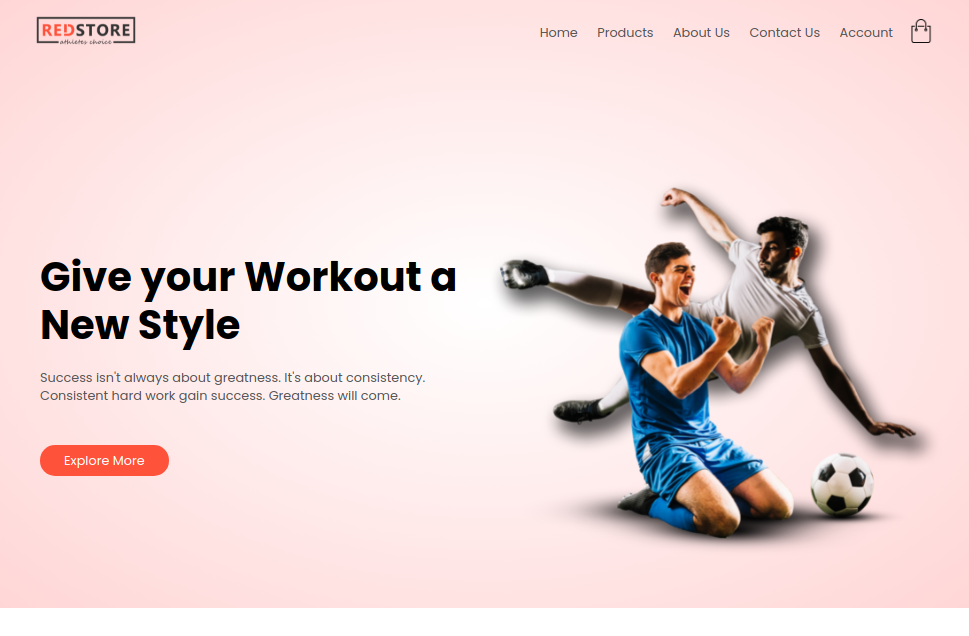 REDSTORE
athletes choice
Home Products About Us Contact Us Account
Give your Workout a
New Style
Success isn't always about greatness. It's about consistency.
Consistent hard work gain success. Greatness will come.
Explore More